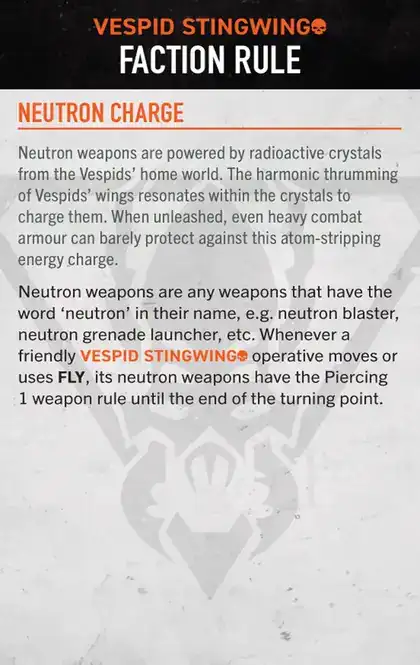 VESPID STINGWING
FACTION RULE
NEUTRON CHARGE
Neutron weapons are powered by radioactive crystals
from the Vespids’ home world. The harmonic thrumming
of Vespids’ wings resonates within the crystals to
charge them. When unleashed, even heavy combat
armour can barely protect against this atom-stripping
energy charge.
Neutron weapons are any weapons that have the
word ‘neutron’ in their name, e.g. neutron blaster,
neutron grenade launcher, etc. Whenever a
friendly VESPID STINGWING operative moves or
uses FLY, its neutron weapons have the Piercing
1 weapon rule until the end of the turning point.